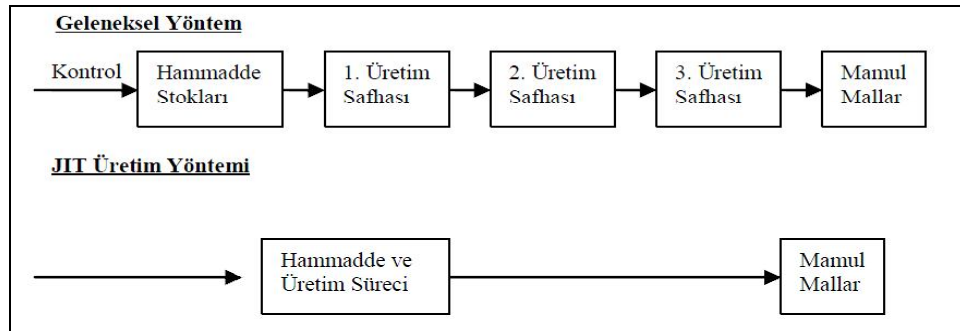 Geleneksel Yöntem
Kontrol
Hammadde
Stokları
1. Üretim
Safhası
2. Üretim
Safhası
3. Üretim
Safhası
Mamul
Mallar
JIT Üretim Yöntemi
Hammadde ve
Üretim Süreci
Mamul
Mallar